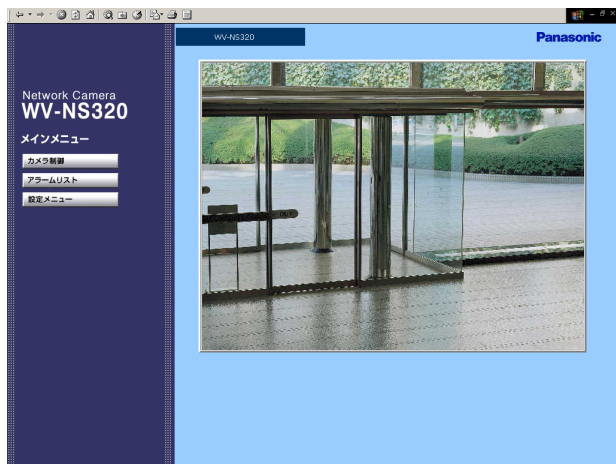 WV-NS320
Panasonic
Network Camera
WV-NS320
メインメニュー
カメラ制御
アラームリスト
設定メニュー